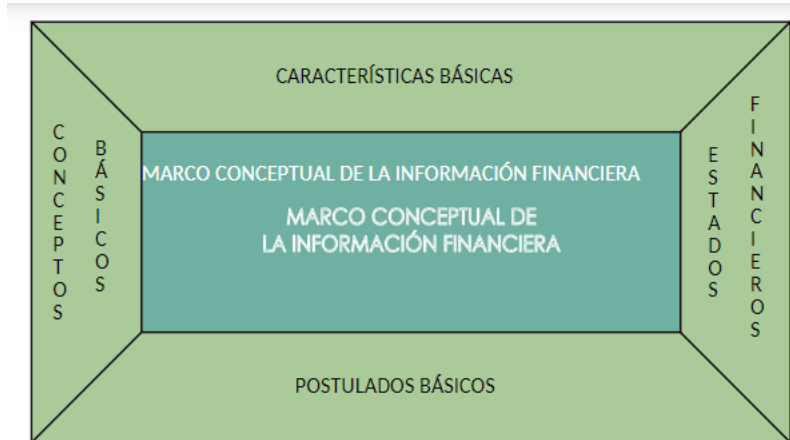 CARACTERÍSTICAS BÁSICAS
CONCEPTOS
BÁSICOS
MARCO CONCEPTUAL DE LA INFORMACIÓN FINANCIERA
MARCO CONCEPTUAL DE
LA INFORMACIÓN FINANCIERA
ESTADOS
FINANCIEROS
POSTULADOS BÁSICOS